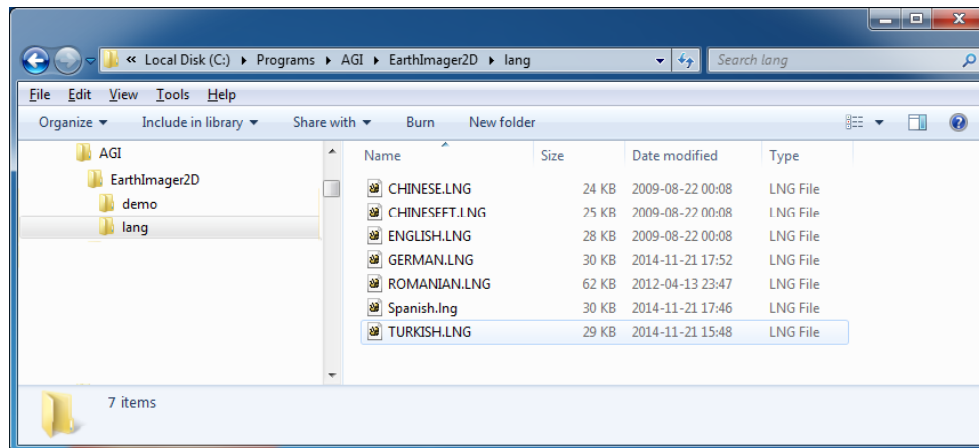 « Local Disk (C:) ▸ Programs ▸ AGI ▸ EarthImager2D ▸ lang Search lang
File Edit View Tools Help
Organize Include in library Share with Burn New folder
AGI
EarthImager2D
demo
lang
Name Size Date modified Type
CHINESE.LNG 24 KB 2009-08-22 00:08 LNG File
CHINESEFT.LNG 25 KB 2009-08-22 00:08 LNG File
ENGLISH.LNG 28 KB 2009-08-22 00:08 LNG File
GERMAN.LNG 30 KB 2014-11-21 17:52 LNG File
ROMANIAN.LNG 62 KB 2012-04-13 23:47 LNG File
Spanish.lng 30 KB 2014-11-21 17:46 LNG File
TURKISH.LNG 29 KB 2014-11-21 15:48 LNG File
7 items